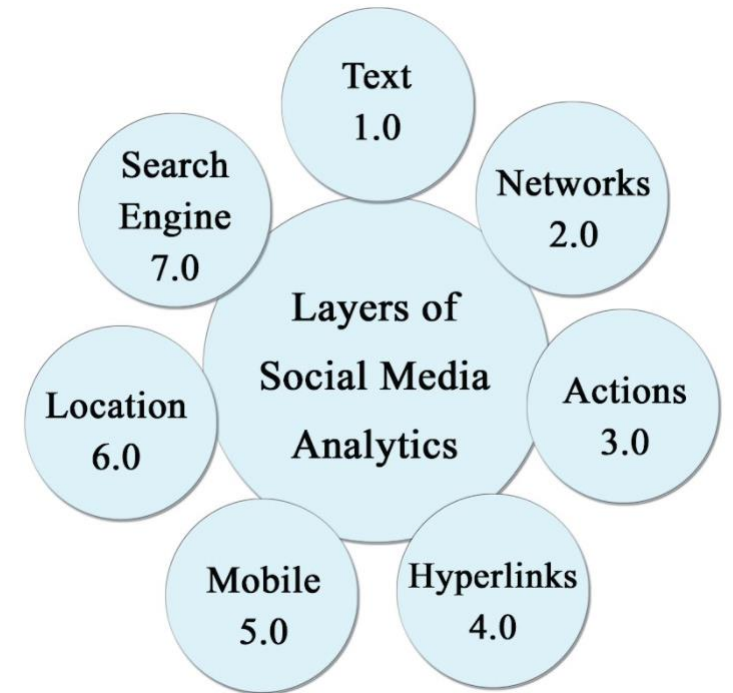 Text
1.0
Networks
2.0
Actions
3.0
Hyperlinks
4.0
Mobile
5.0
Location
6.0
Search
Engine
7.0
Layers of
Social Media
Analytics